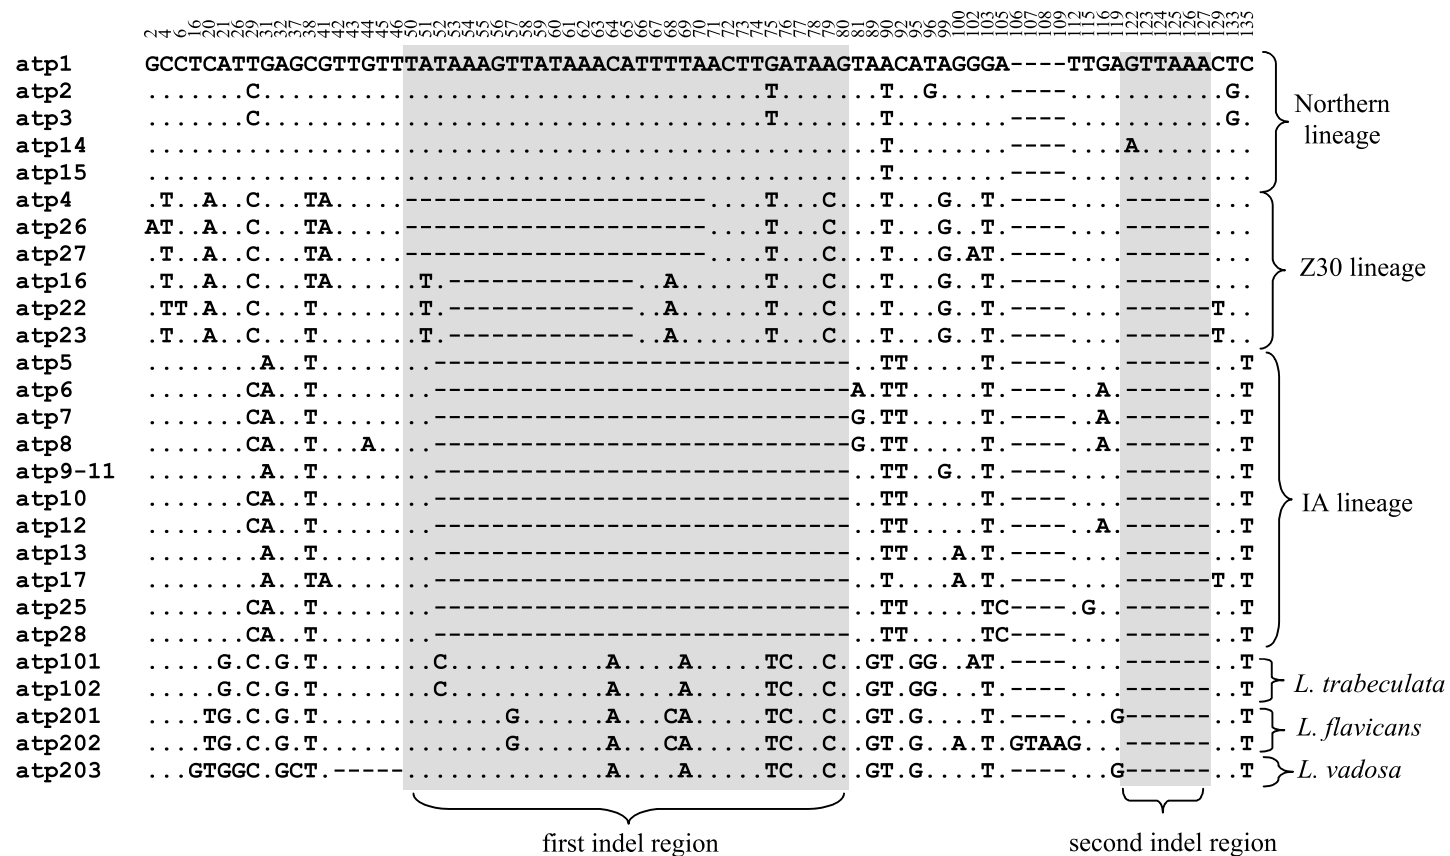 2 4 6 16 20 21 26 29 31 32 37 38 41 42 43 44 45 46 50 51 52 53 54 55 56 57 58 59 60 61 62 63 64 65 66 67 68 69 70 71 72 73 74 75 76 77 78 79 80 81 89 90 92 96 99 100 102 103 105 106 107 108 109 112 115 116 119 122 123 124 125 126 127 129 133 135
atp1 GCCTCATTGAGCGTTGTTTATAAAGTTATAAACATTTTAACTTGATAAGTAACATAGGGA----TTGAGTTAAACTC
atp2 .......C...................................T.......T..G.....----...........G.
atp3 .......C...................................T.......T........----...........G.
atp14 ...................................................T........----....A........
atp15 ...................................................T........----.............
atp4 .T..A..C...TA.....---------------------....T...C...T...G..T.----....------...
atp26 AT..A..C...TA.....---------------------....T...C...T...G..T.----....------...
atp27 .T..A..C...TA.....---------------------....T...C...T...G.AT.----....------...
atp16 .T..A..C...TA......T.-------------..A......T...C...T...G..T.----....------...
atp22 .TT.A..C...T.......T.-------------..A......T...C...T...G..T.----....------T..
atp23 .T..A..C...T.......T.-------------..A......T...C...T...G..T.----....------T..
atp5 ........A..T........-----------------------------..TT.....T.----....------..T
atp6 .......CA..T........-----------------------------A.TT.....T.----..A.------..T
atp7 .......CA..T........-----------------------------G.TT.....T.----..A.------..T
atp8 .......CA..T...A....-----------------------------G.TT.....T.----..A.------..T
atp9-11 ........A..T........-----------------------------..TT..G..T.----....------..T
atp10 .......CA..T........-----------------------------..TT.....T.----....------..T
atp12 .......CA..T........-----------------------------..TT.....T.----..A.------..T
atp13 ........A..T........-----------------------------..TT...A.T.----....------..T
atp17 ........A..TA.......-----------------------------..T....A.T.----....------T.T
atp25 .......CA..T........-----------------------------..TT.....TC----.G..------..T
atp28 .......CA..T........-----------------------------..TT.....TC----....------..T
atp101 .....G.C.G.T........C...........A....A.....TC..C..GT.GG..AT.----....------..T
atp102 .....G.C.G.T........C...........A....A.....TC..C..GT.GG...T.----....------..T
atp201 ....TG.C.G.T.............G......A...CA.....TC..C..GT.G....T.----...G------..T
atp202 ....TG.C.G.T.............G......A...CA.....TC..C..GT.G..A.T.GTAAG...------..T
atp203 ...GTGGC.GCT.-----..............A....A.....TC..C..GT.G....T.----...G------..T
Northern
lineage
Z30 lineage
IA lineage
L. trabeculata
L. flavicans
L. vadosa
first indel region
second indel region